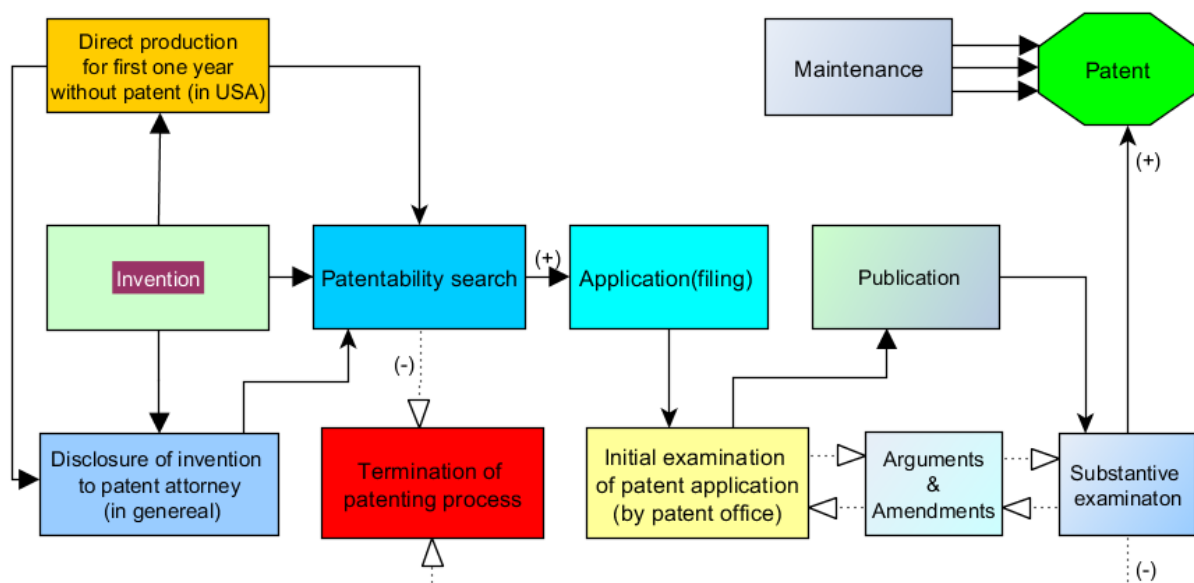 Direct production
for first one year
without patent (in USA)
Maintenance
Patent
(+)
Invention
Patentability search
(+)
Application(filing)
Publication
(-)
Disclosure of invention
to patent attorney
(in genereal)
Termination of
patenting process
Initial examination
of patent application
(by patent office)
Arguments
&
Amendments
Substantive
examinaton
(-)